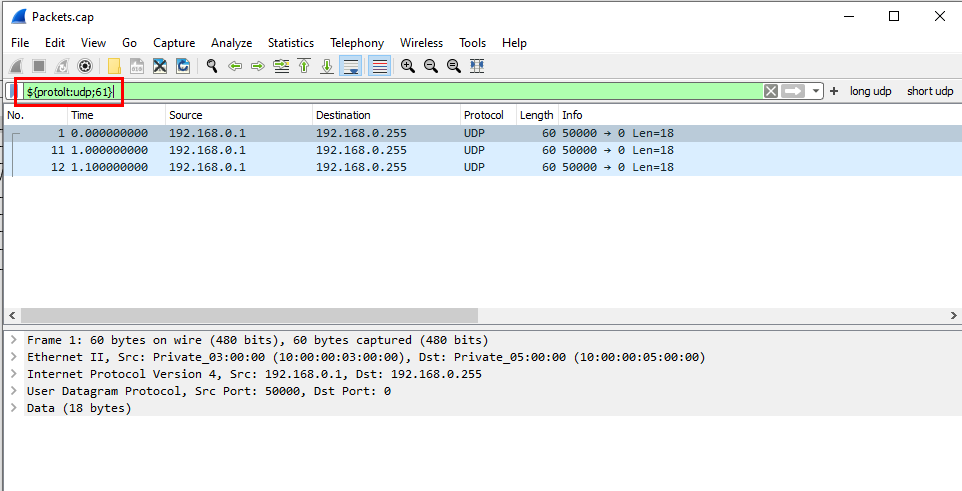 Packets.cap
File Edit View Go Capture Analyze Statistics Telephony Wireless Tools Help
${protolt:udp;61} + long udp short udp
No. Time Source Destination Protocol Length Info
1 0.000000000 192.168.0.1 192.168.0.255 UDP 60 50000 → 0 Len=18
11 1.000000000 192.168.0.1 192.168.0.255 UDP 60 50000 → 0 Len=18
12 1.100000000 192.168.0.1 192.168.0.255 UDP 60 50000 → 0 Len=18
Frame 1: 60 bytes on wire (480 bits), 60 bytes captured (480 bits)
Ethernet II, Src: Private_03:00:00 (10:00:00:03:00:00), Dst: Private_05:00:00 (10:00:00:05:00:00)
Internet Protocol Version 4, Src: 192.168.0.1, Dst: 192.168.0.255
User Datagram Protocol, Src Port: 50000, Dst Port: 0
Data (18 bytes)